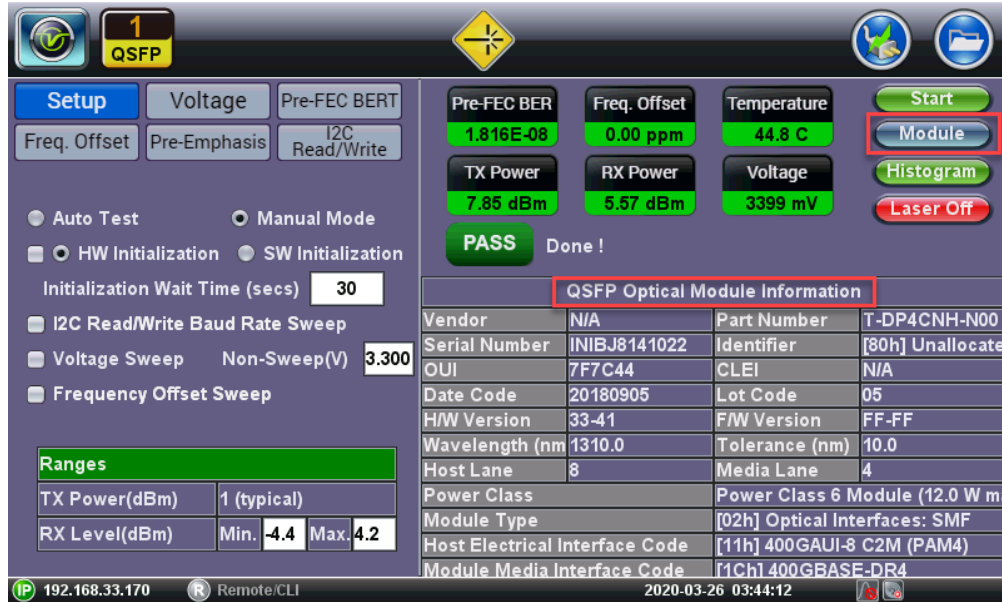 1
QSFP
Setup
Voltage
Pre-FEC BERT
Freq. Offset
Pre-Emphasis
I2C
Read/Write
Auto Test
Manual Mode
HW Initialization
SW Initialization
Initialization Wait Time (secs) 30
I2C Read/Write Baud Rate Sweep
Voltage Sweep Non-Sweep(V) 3.300
Frequency Offset Sweep
Ranges
TX Power(dBm) 1 (typical)
RX Level(dBm) Min. -4.4 Max. 4.2
Pre-FEC BER Freq. Offset Temperature
1.816E-08 0.00 ppm 44.8 C
TX Power RX Power Voltage
7.85 dBm 5.57 dBm 3399 mV
PASS Done !
Start
Module
Histogram
Laser Off
QSFP Optical Module Information
Vendor N/A Part Number T-DP4CNH-N00
Serial Number INIBJ8141022 Identifier [80h] Unallocate
OUI 7F7C44 CLEI N/A
Date Code 20180905 Lot Code 05
H/W Version 33-41 F/W Version FF-FF
Wavelength (nm 1310.0 Tolerance (nm) 10.0
Host Lane 8 Media Lane 4
Power Class Power Class 6 Module (12.0 W m
Module Type [02h] Optical Interfaces: SMF
Host Electrical Interface Code [11h] 400GAUI-8 C2M (PAM4)
Module Media Interface Code [1Ch] 400GBASE-DR4
IP 192.168.33.170 R Remote/CLI 2020-03-26 03:44:12